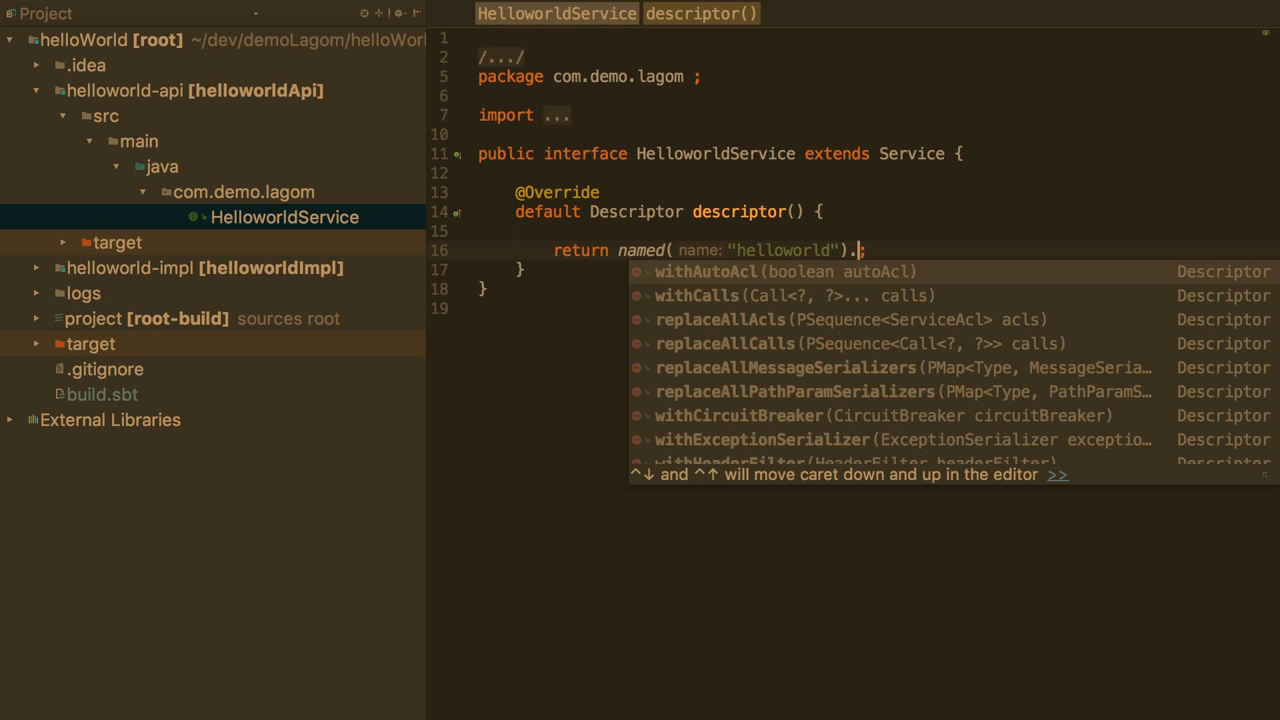 Project
helloWorld [root] ~/dev/demoLagom/helloWorl
.idea
helloworld-api [helloworldApi]
src
main
java
com.demo.lagom
HelloworldService
target
helloworld-impl [helloworldImpl]
logs
project [root-build] sources root
target
.gitignore
build.sbt
External Libraries
HelloworldService descriptor()
1
2 /.../
5 package com.demo.lagom ;
6
7 import ...
10
11 public interface HelloworldService extends Service {
12
13 @Override
14 default Descriptor descriptor() {
15
16 return named( name: "helloworld").;
17 }
18 }
19
withAutoAcl(boolean autoAcl) Descriptor
withCalls(Call<?, ?>... calls) Descriptor
replaceAllAcls(PSequence<ServiceAcl> acls) Descriptor
replaceAllCalls(PSequence<Call<?, ?>> calls) Descriptor
replaceAllMessageSerializers(PMap<Type, MessageSeria… Descriptor
replaceAllPathParamSerializers(PMap<Type, PathParamS… Descriptor
withCircuitBreaker(CircuitBreaker circuitBreaker) Descriptor
withExceptionSerializer(ExceptionSerializer exceptio… Descriptor
withHeaderFilter(HeaderFilter headerFilter) Descriptor
^↓ and ^↑ will move caret down and up in the editor >>